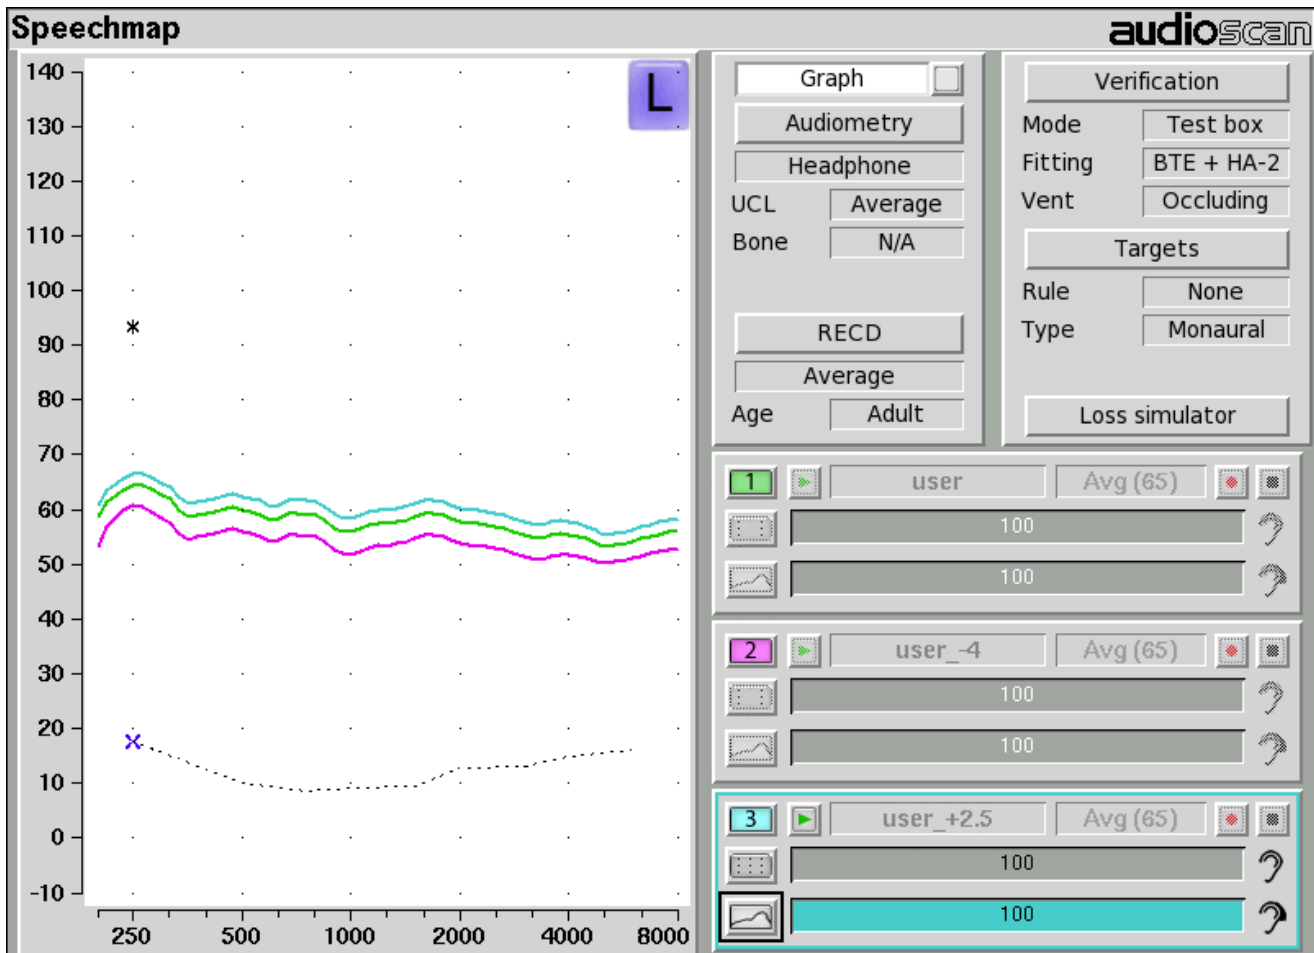 Speechmap
audioscan
140
130
120
110
100
90
80
70
60
50
40
30
20
10
0
-10
250 500 1000 2000 4000 8000
L
Graph
Audiometry
Headphone
UCL Average
Bone N/A
RECD
Average
Age Adult
Verification
Mode Test box
Fitting BTE + HA-2
Vent Occluding
Targets
Rule None
Type Monaural
Loss simulator
1 user Avg (65)
100
100
2 user_-4 Avg (65)
100
100
3 user_+2.5 Avg (65)
100
100